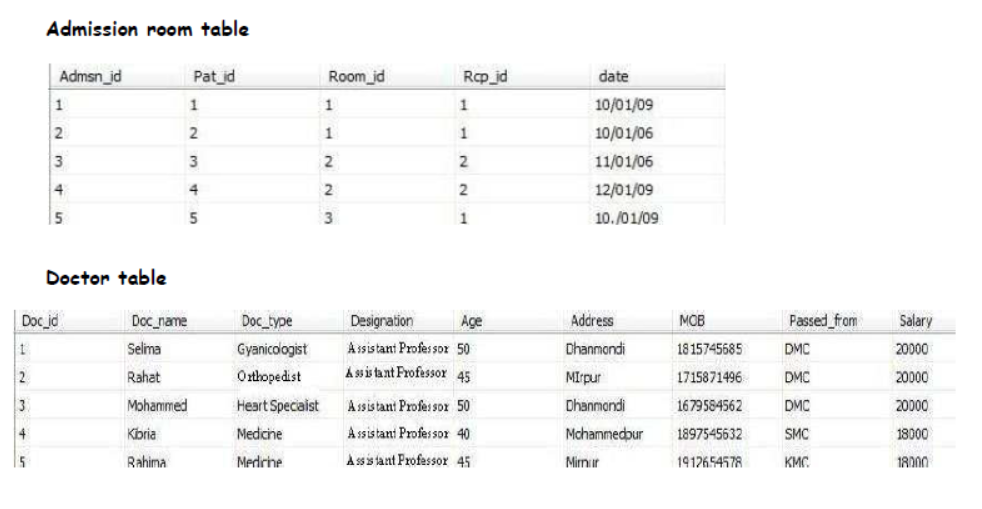 Admission room table
Admsn_id Pat_id Room_id Rcp_id date
1 1 1 1 10/01/09
2 2 1 1 10/01/06
3 3 2 2 11/01/06
4 4 2 2 12/01/09
5 5 3 1 10./01/09
Doctor table
Doc_id Doc_name Doc_type Designation Age Address MOB Passed_from Salary
1 Selima Gyanicologist Assistant Professor 50 Dhanmondi 1815745685 DMC 20000
2 Rahat Orthopedist Assistant Professor 45 MIrpur 1715871496 DMC 20000
3 Mohammed Heart Specialist Assistant Professor 50 Dhanmondi 1679584562 DMC 20000
4 Kibria Medicine Assistant Professor 40 Mohammedpur 1897545632 SMC 18000
5 Rahima Medicine Assistant Professor 45 Mirpur 1912654578 KMC 18000